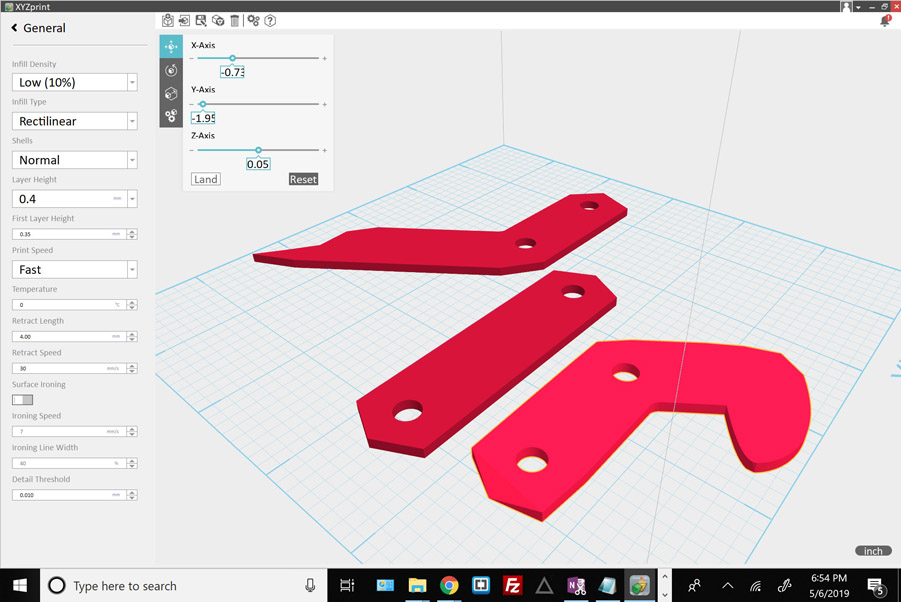 XYZprint
General
Infill Density
Low (10%)
Infill Type
Rectilinear
Shells
Normal
Layer Height
0.4 mm
First Layer Height
0.35 mm
Print Speed
Fast
Temperature
0 °C
Retract Length
4.00 mm
Retract Speed
30 mm/s
Surface Ironing
Ironing Speed
7 mm/s
Ironing Line Width
40 %
Detail Threshold
0.010 mm
X-Axis
- +
-0.73
Y-Axis
- +
-1.95
Z-Axis
- +
0.05
Land Reset
inch
Type here to search
6:54 PM
5/6/2019
5